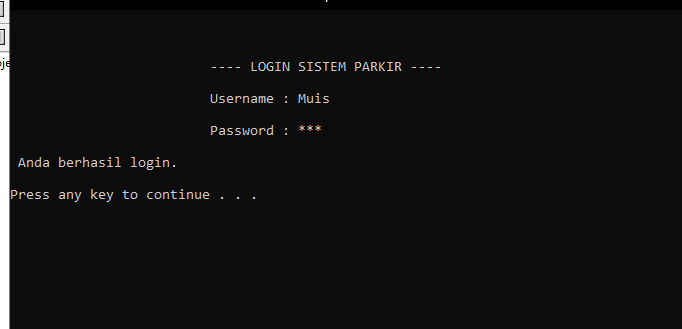 ---- LOGIN SISTEM PARKIR ----
Username : Muis
Password : ***
Anda berhasil login.
Press any key to continue . . .